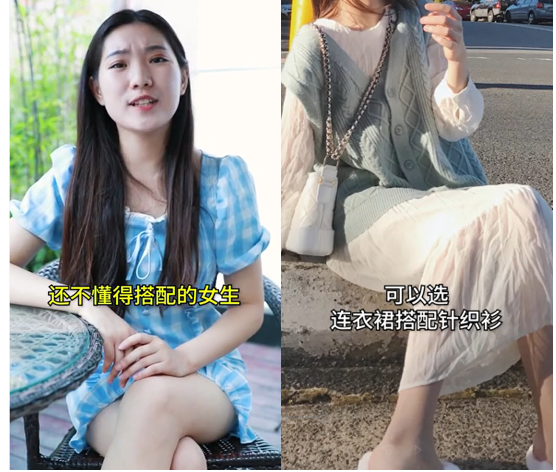 还不懂得搭配的女生
可以选
连衣裙搭配针织衫